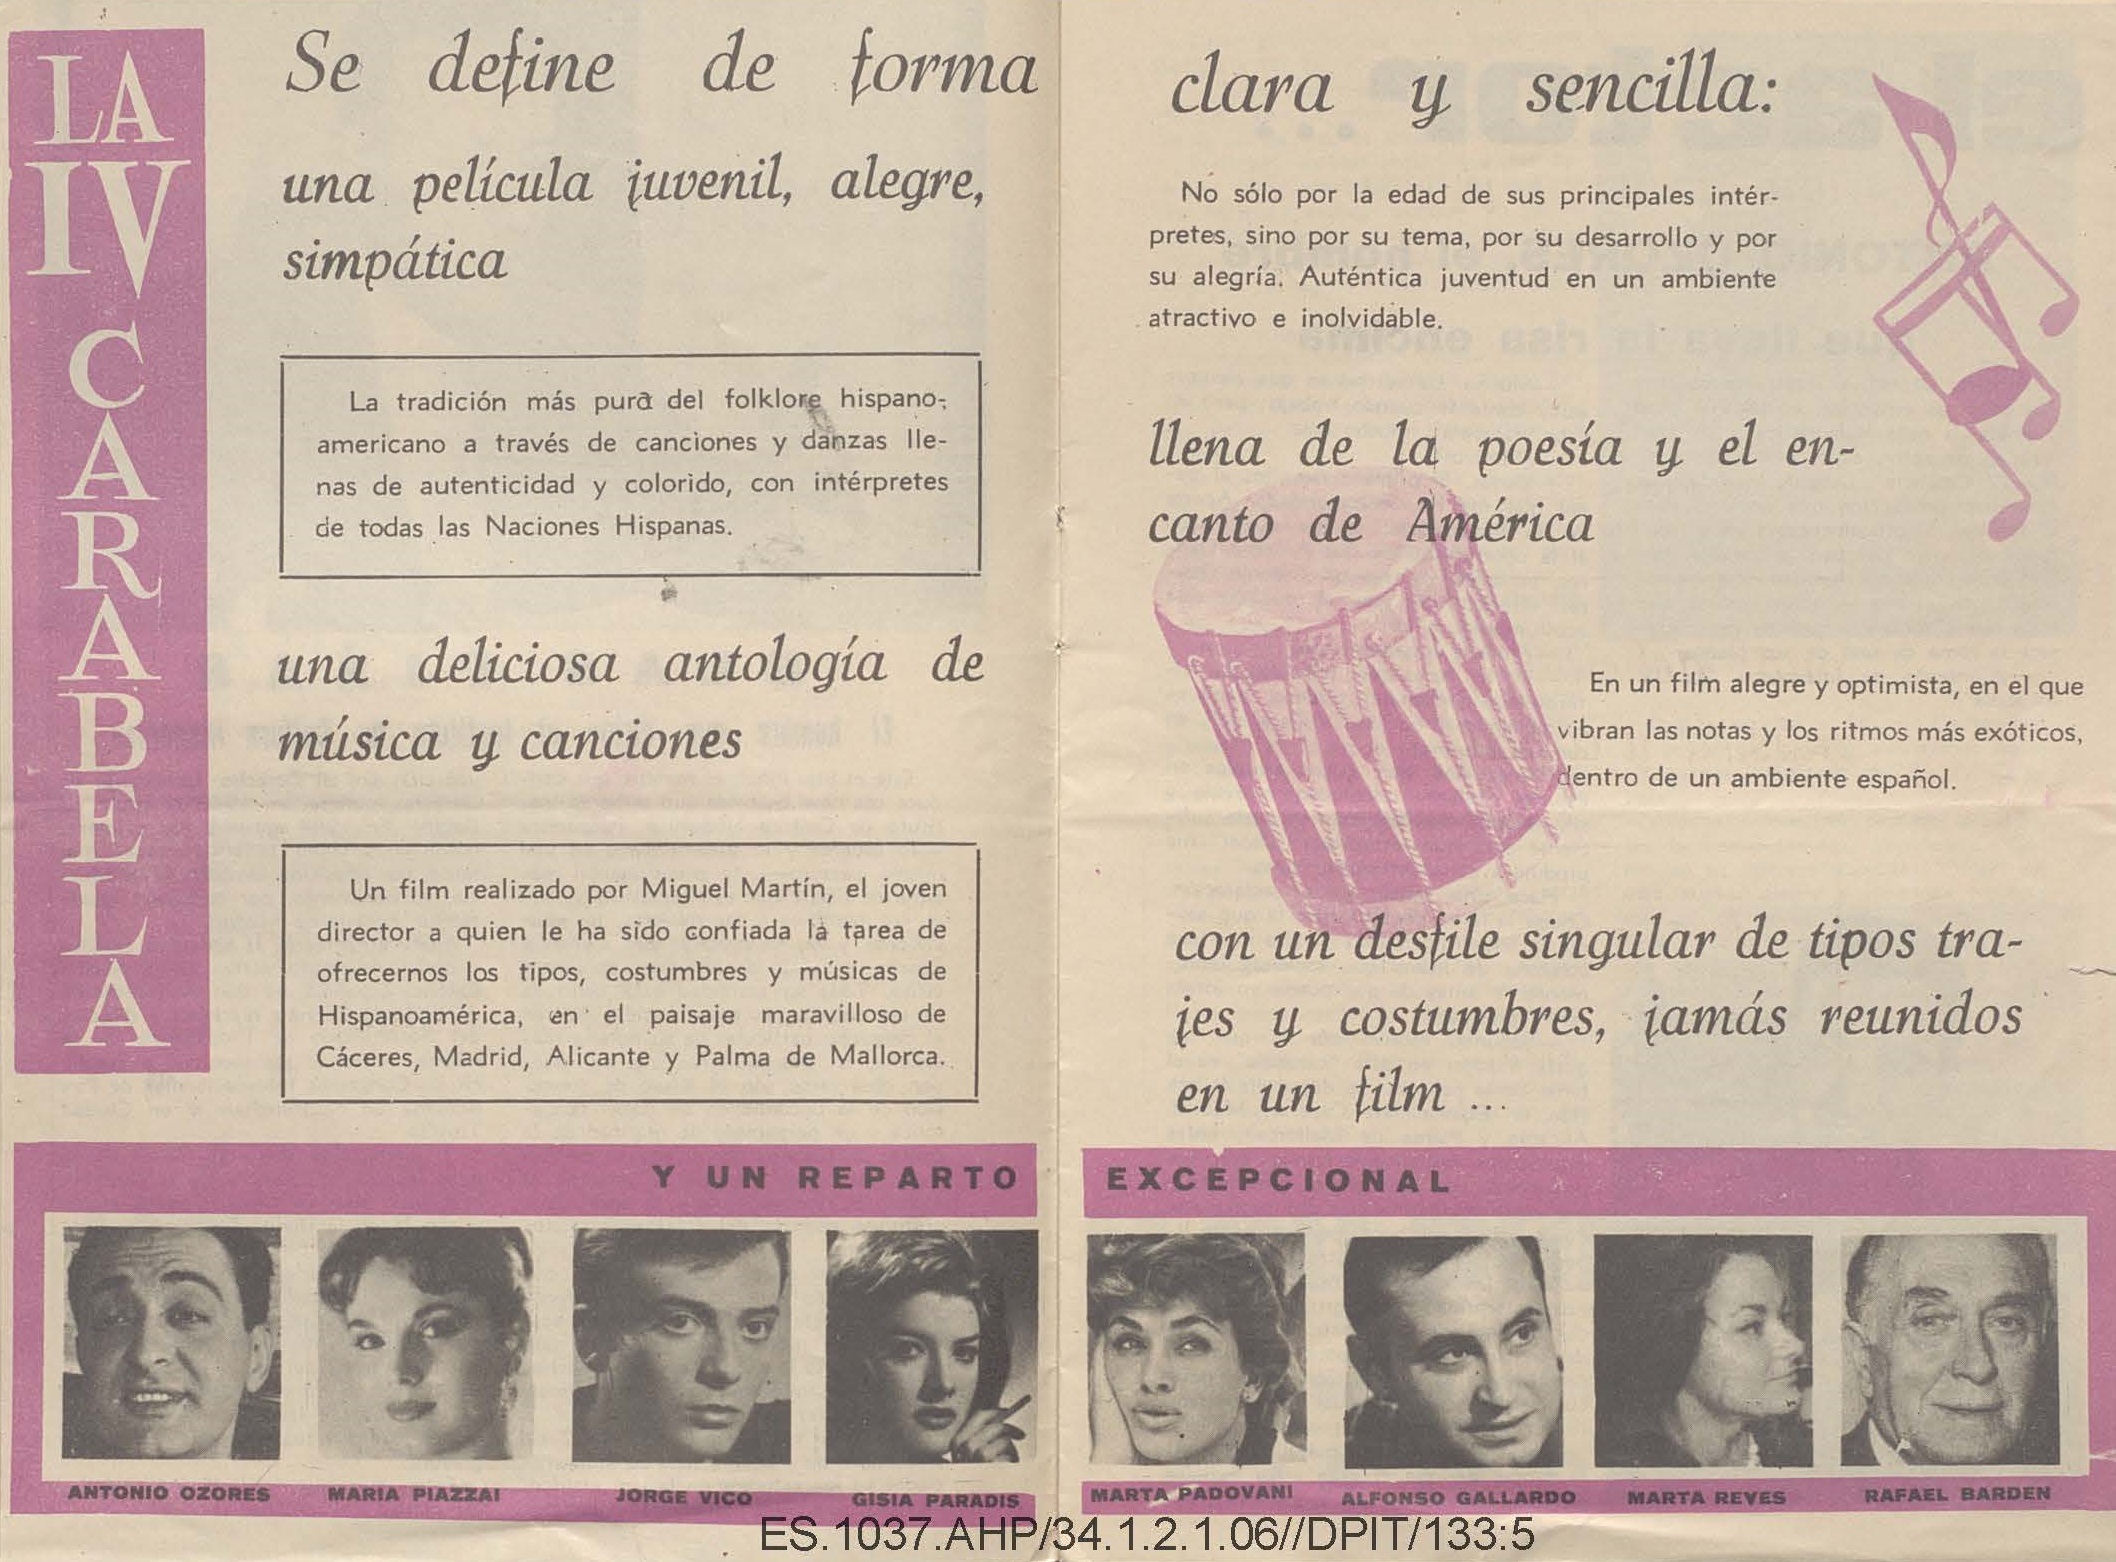 LA
IV
CARABELA
Se define de forma
una película juvenil, alegre,
simpática
La tradición más pura del folklore hispano-
americano a través de canciones y danzas lle-
nas de autenticidad y colorido, con intérpretes
de todas las Naciones Hispanas.
una deliciosa antología de
música y canciones
Un film realizado por Miguel Martín, el joven
director a quien le ha sido confiada la tarea de
ofrecernos los tipos, costumbres y músicas de
Hispanoamérica, en el paisaje maravilloso de
Cáceres, Madrid, Alicante y Palma de Mallorca.
clara y sencilla:
No sólo por la edad de sus principales intér-
pretes, sino por su tema, por su desarrollo y por
su alegría. Auténtica juventud en un ambiente
atractivo e inolvidable.
llena de la poesía y el en-
canto de América
En un film alegre y optimista, en el que
vibran las notas y los ritmos más exóticos,
dentro de un ambiente español.
con un desfile singular de tipos tra-
jes y costumbres, jamás reunidos
en un film ...
Y UN REPARTO EXCEPCIONAL
ANTONIO OZORES MARIA PIAZZAI JORGE VICO GISIA PARADIS MARTA PADOVANI ALFONSO GALLARDO MARTA REVES RAFAEL BARDEN
ES.1037.AHP/34.1.2.1.06//DPIT/133:5